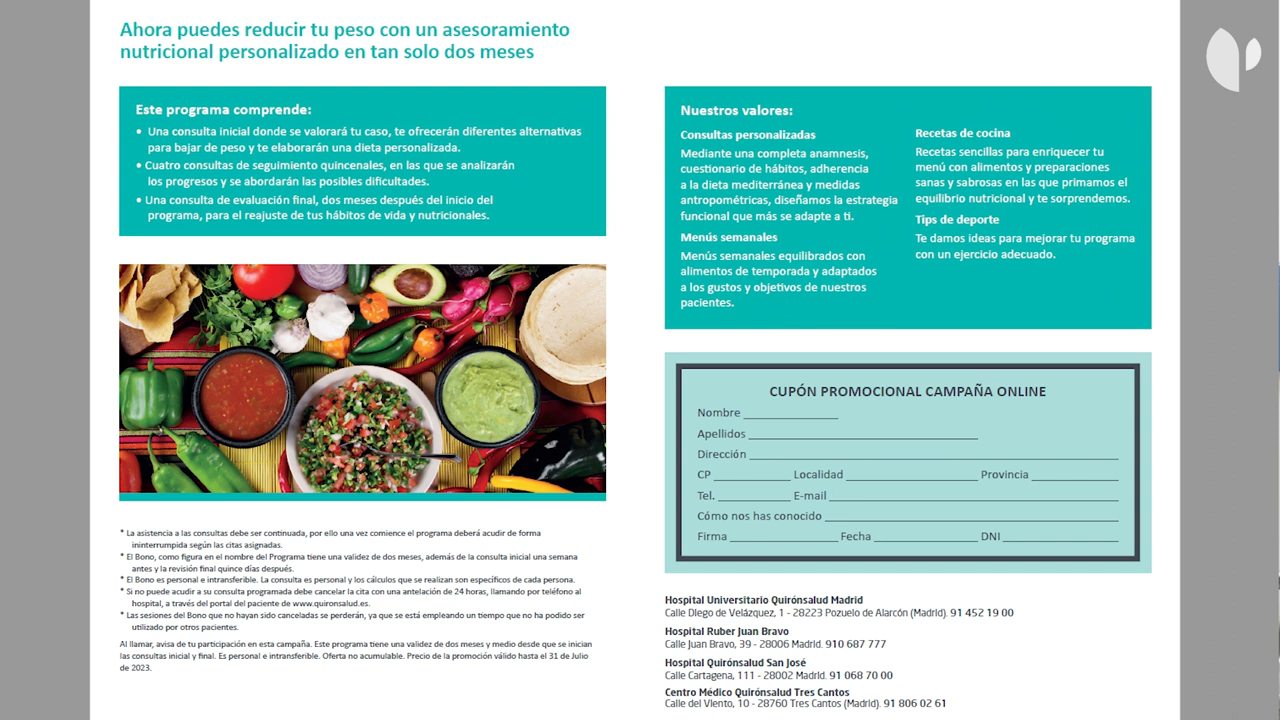 Ahora puedes reducir tu peso con un asesoramiento
nutricional personalizado en tan solo dos meses
Este programa comprende:
• Una consulta inicial donde se valorará tu caso, te ofrecerán diferentes alternativas
para bajar de peso y te elaborarán una dieta personalizada.
• Cuatro consultas de seguimiento quincenales, en las que se analizarán
los progresos y se abordarán las posibles dificultades.
• Una consulta de evaluación final, dos meses después del inicio del
programa, para el reajuste de tus hábitos de vida y nutricionales.
* La asistencia a las consultas debe ser continuada, por ello una vez comience el programa deberá acudir de forma
ininterrumpida según las citas asignadas.
* El Bono, como figura en el nombre del Programa tiene una validez de dos meses, además de la consulta inicial una semana
antes y la revisión final quince días después.
* El Bono es personal e intransferible. La consulta es personal y los cálculos que se realizan son específicos de cada persona.
* Si no puede acudir a su consulta programada debe cancelar la cita con una antelación de 24 horas, llamando por teléfono al
hospital, a través del portal del paciente de www.quironsalud.es.
* Las sesiones del Bono que no hayan sido canceladas se perderán, ya que se está empleando un tiempo que no ha podido ser
utilizado por otros pacientes.
Al llamar, avisa de tu participación en esta campaña. Este programa tiene una validez de dos meses y medio desde que se inician
las consultas inicial y final. Es personal e intransferible. Oferta no acumulable. Precio de la promoción válido hasta el 31 de Julio
de 2023.
Nuestros valores:
Consultas personalizadas
Mediante una completa anamnesis,
cuestionario de hábitos, adherencia
a la dieta mediterránea y medidas
antropométricas, diseñamos la estrategia
funcional que más se adapte a ti.
Menús semanales
Menús semanales equilibrados con
alimentos de temporada y adaptados
a los gustos y objetivos de nuestros
pacientes.
Recetas de cocina
Recetas sencillas para enriquecer tu
menú con alimentos y preparaciones
sanas y sabrosas en las que primamos el
equilibrio nutricional y te sorprendemos.
Tips de deporte
Te damos ideas para mejorar tu programa
con un ejercicio adecuado.
CUPÓN PROMOCIONAL CAMPAÑA ONLINE
Nombre
Apellidos
Dirección
CP Localidad Provincia
Tel. E-mail
Cómo nos has conocido
Firma Fecha DNI
Hospital Universitario Quirónsalud Madrid
Calle Diego de Velázquez, 1 - 28223 Pozuelo de Alarcón (Madrid). 91 452 19 00
Hospital Ruber Juan Bravo
Calle Juan Bravo, 39 - 28006 Madrid. 910 687 777
Hospital Quirónsalud San José
Calle Cartagena, 111 - 28002 Madrid. 91 068 70 00
Centro Médico Quirónsalud Tres Cantos
Calle del Viento, 10 - 28760 Tres Cantos (Madrid). 91 806 02 61